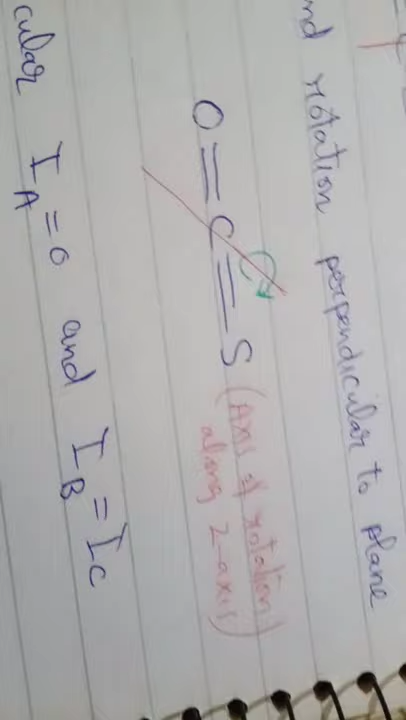 nd rotation perpendicular to plane
O=C=S (Axis of rotation
along z-axis)
cular I_A = 0 and I_B = I_C